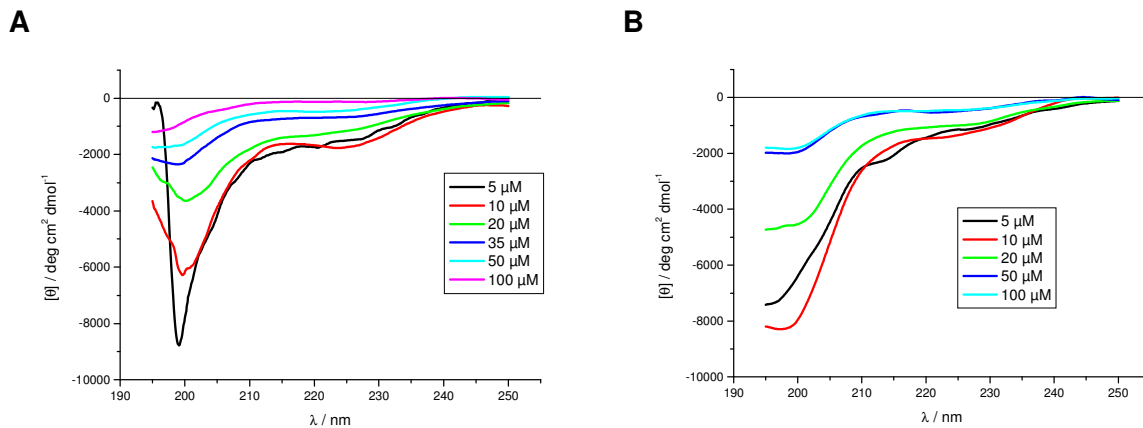 A
0
-2000
-4000
-6000
-8000
-10000
190 200 210 220 230 240 250
[θ] / deg cm² dmol⁻¹
λ / nm
5 µM
10 µM
20 µM
35 µM
50 µM
100 µM
B
0
-2000
-4000
-6000
-8000
-10000
190 200 210 220 230 240 250
[θ] / deg cm² dmol⁻¹
λ / nm
5 µM
10 µM
20 µM
50 µM
100 µM